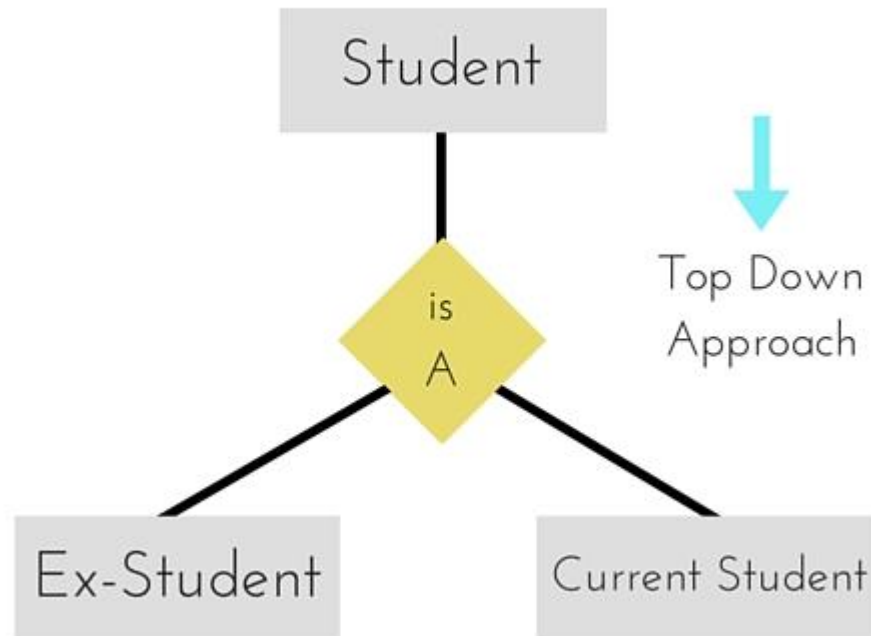 Student
is
A
Top Down
Approach
Ex-Student
Current Student